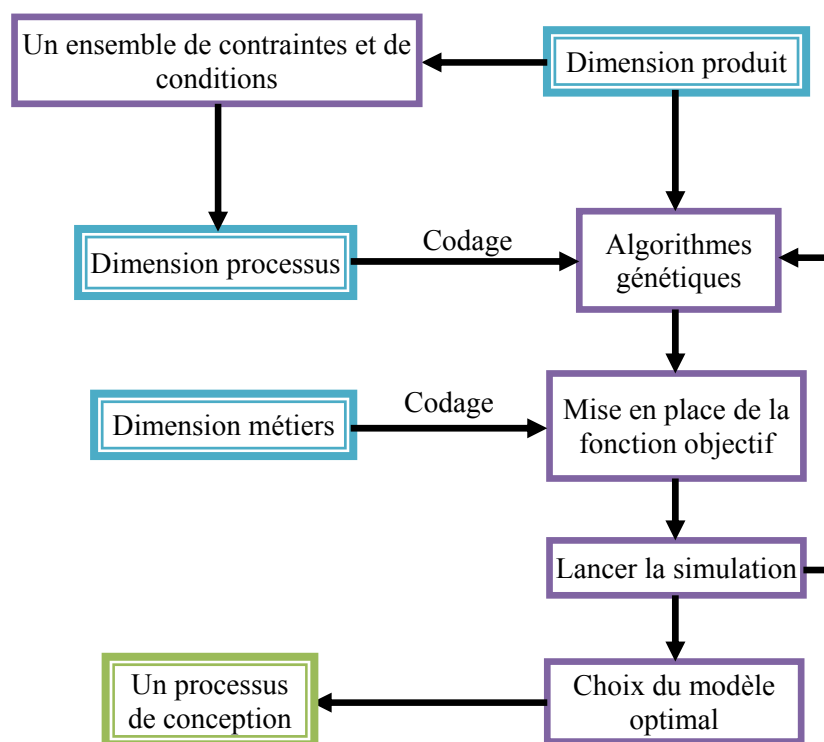 Un ensemble de contraintes et de
conditions
Dimension produit
Dimension processus
Codage
Algorithmes
génétiques
Dimension métiers
Codage
Mise en place de la
fonction objectif
Lancer la simulation
Un processus
de conception
Choix du modèle
optimal